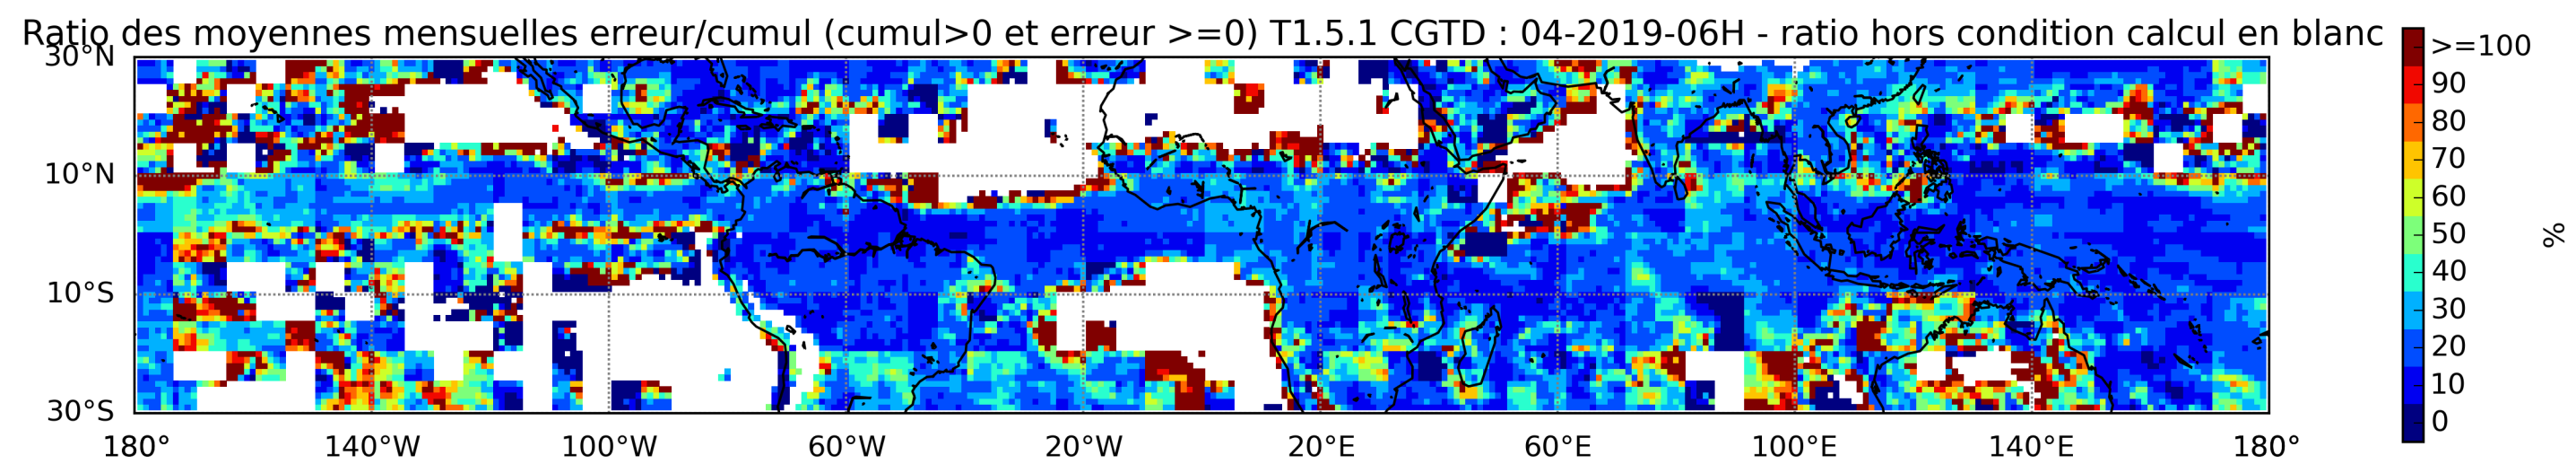 Ratio des moyennes mensuelles erreur/cumul (cumul>0 et erreur >=0) T1.5.1 CGTD : 04-2019-06H - ratio hors condition calcul en blanc
30°N
10°N
10°S
30°S
180° 140°W 100°W 60°W 20°W 20°E 60°E 100°E 140°E 180°
>=100
90
80
70
60
50
40
30
20
10
0
%